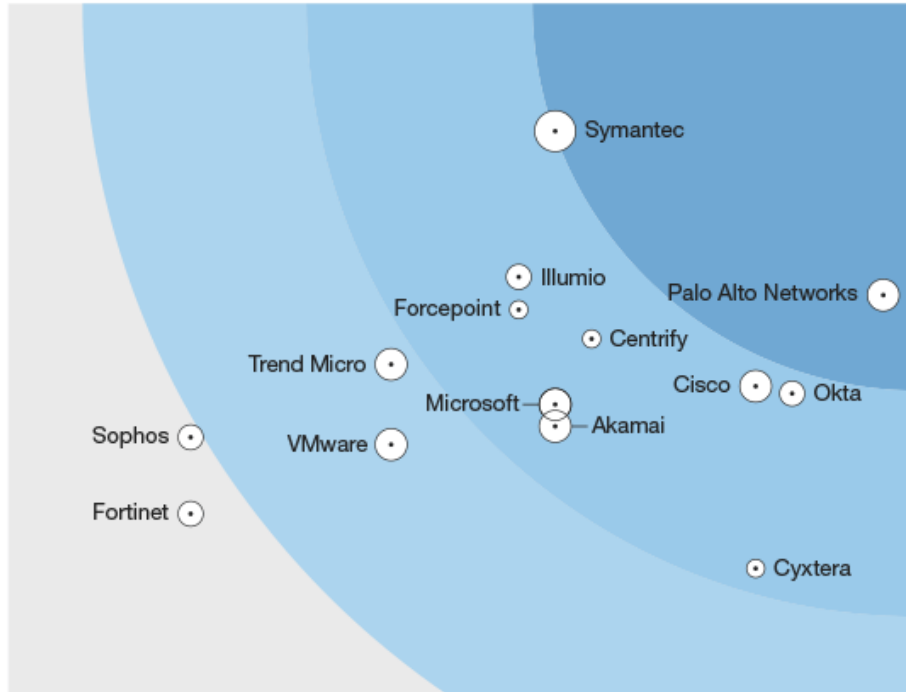 Symantec
Illumio
Palo Alto Networks
Forcepoint
Centrify
Trend Micro
Cisco
Okta
Microsoft
Akamai
Sophos
VMware
Fortinet
Cyxtera